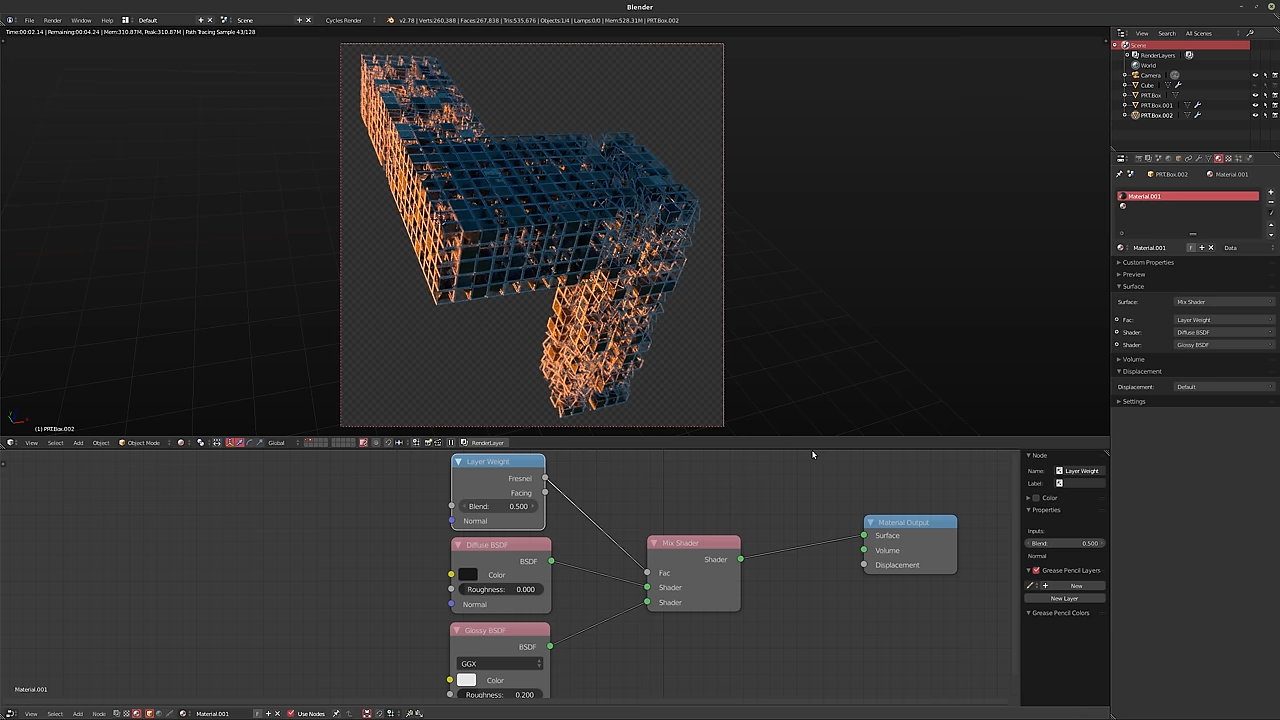 Blender
File Render Window Help Default Scene Cycles Render v2.78 | Verts:260,388 | Faces:267,838 | Tris:535,676 | Objects:1/4 | Lamps:0/0 | Mem:528.31M | PRT.Box.002
Time:00:02.14 | Remaining:00:04.24 | Mem:310.87M, Peak:310.87M | Path Tracing Sample 43/128
View Search All Scenes
Scene
RenderLayers
World
Camera
Cube
PRT.Box
PRT.Box.001
PRT.Box.002
PRT.Box.002 Material.001
Material.001
Material.001 F Data
Custom Properties
Preview
Surface
Surface: Mix Shader
Fac: Layer Weight
Shader: Diffuse BSDF
Shader: Glossy BSDF
Volume
Displacement
Displacement: Default
Settings
(1) PRT.Box.002
View Select Add Object Object Mode Global RenderLayer
Layer Weight
Fresnel
Facing
Blend: 0.500
Normal
Diffuse BSDF
BSDF
Color
Roughness: 0.000
Normal
Glossy BSDF
BSDF
GGX
Color
Roughness: 0.200
Mix Shader
Shader
Fac
Shader
Shader
Material Output
Surface
Volume
Displacement
Node
Name: Layer Weight
Label:
Color
Properties
Inputs:
Blend: 0.500
Normal
Grease Pencil Layers
New
New Layer
Grease Pencil Colors
Material.001
View Select Add Node Material.001 F Use Nodes